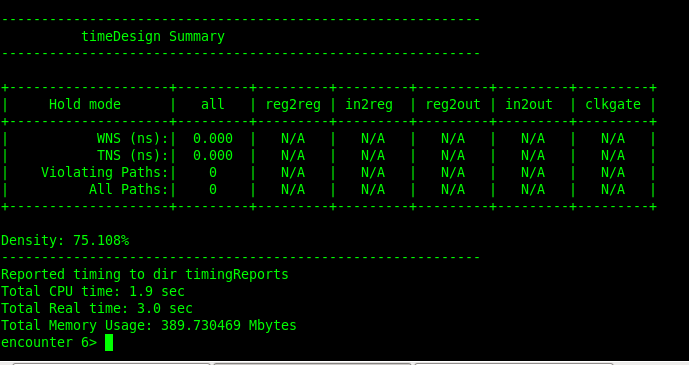 ------------------------------------------------------------
          timeDesign Summary
------------------------------------------------------------
+--------------------+---------+---------+---------+---------+---------+---------+
|     Hold mode      |   all   | reg2reg | in2reg  | reg2out | in2out  | clkgate |
+--------------------+---------+---------+---------+---------+---------+---------+
|           WNS (ns):|  0.000  |   N/A   |   N/A   |   N/A   |   N/A   |   N/A   |
|           TNS (ns):|  0.000  |   N/A   |   N/A   |   N/A   |   N/A   |   N/A   |
|    Violating Paths:|    0    |   N/A   |   N/A   |   N/A   |   N/A   |   N/A   |
|          All Paths:|    0    |   N/A   |   N/A   |   N/A   |   N/A   |   N/A   |
+--------------------+---------+---------+---------+---------+---------+---------+
Density: 75.108%
------------------------------------------------------------
Reported timing to dir timingReports
Total CPU time: 1.9 sec
Total Real time: 3.0 sec
Total Memory Usage: 389.730469 Mbytes
encounter 6>